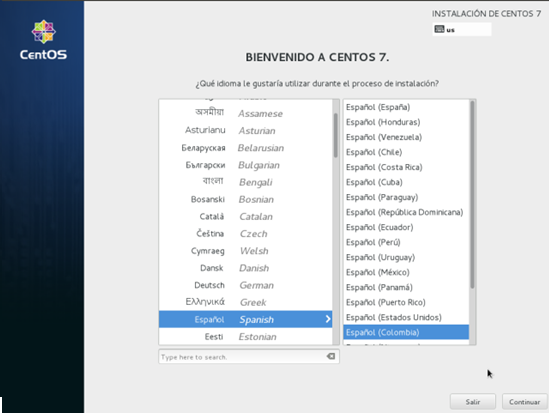 INSTALACIÓN DE CENTOS 7
us
CentOS
BIENVENIDO A CENTOS 7.
¿Qué idioma le gustaría utilizar durante el proceso de instalación?
অসমীয়া Assamese
Asturianu Asturian
Беларуская Belarusian
Български Bulgarian
বাংলা Bengali
Bosanski Bosnian
Català Catalan
Čeština Czech
Cymraeg Welsh
Dansk Danish
Deutsch German
Ελληνικά Greek
Español Spanish
Eesti Estonian
Type here to search.
Español (España)
Español (Honduras)
Español (Venezuela)
Español (Chile)
Español (Costa Rica)
Español (Cuba)
Español (Paraguay)
Español (República Dominicana)
Español (Ecuador)
Español (Perú)
Español (Uruguay)
Español (México)
Español (Panamá)
Español (Puerto Rico)
Español (Estados Unidos)
Español (Colombia)
Salir
Continuar